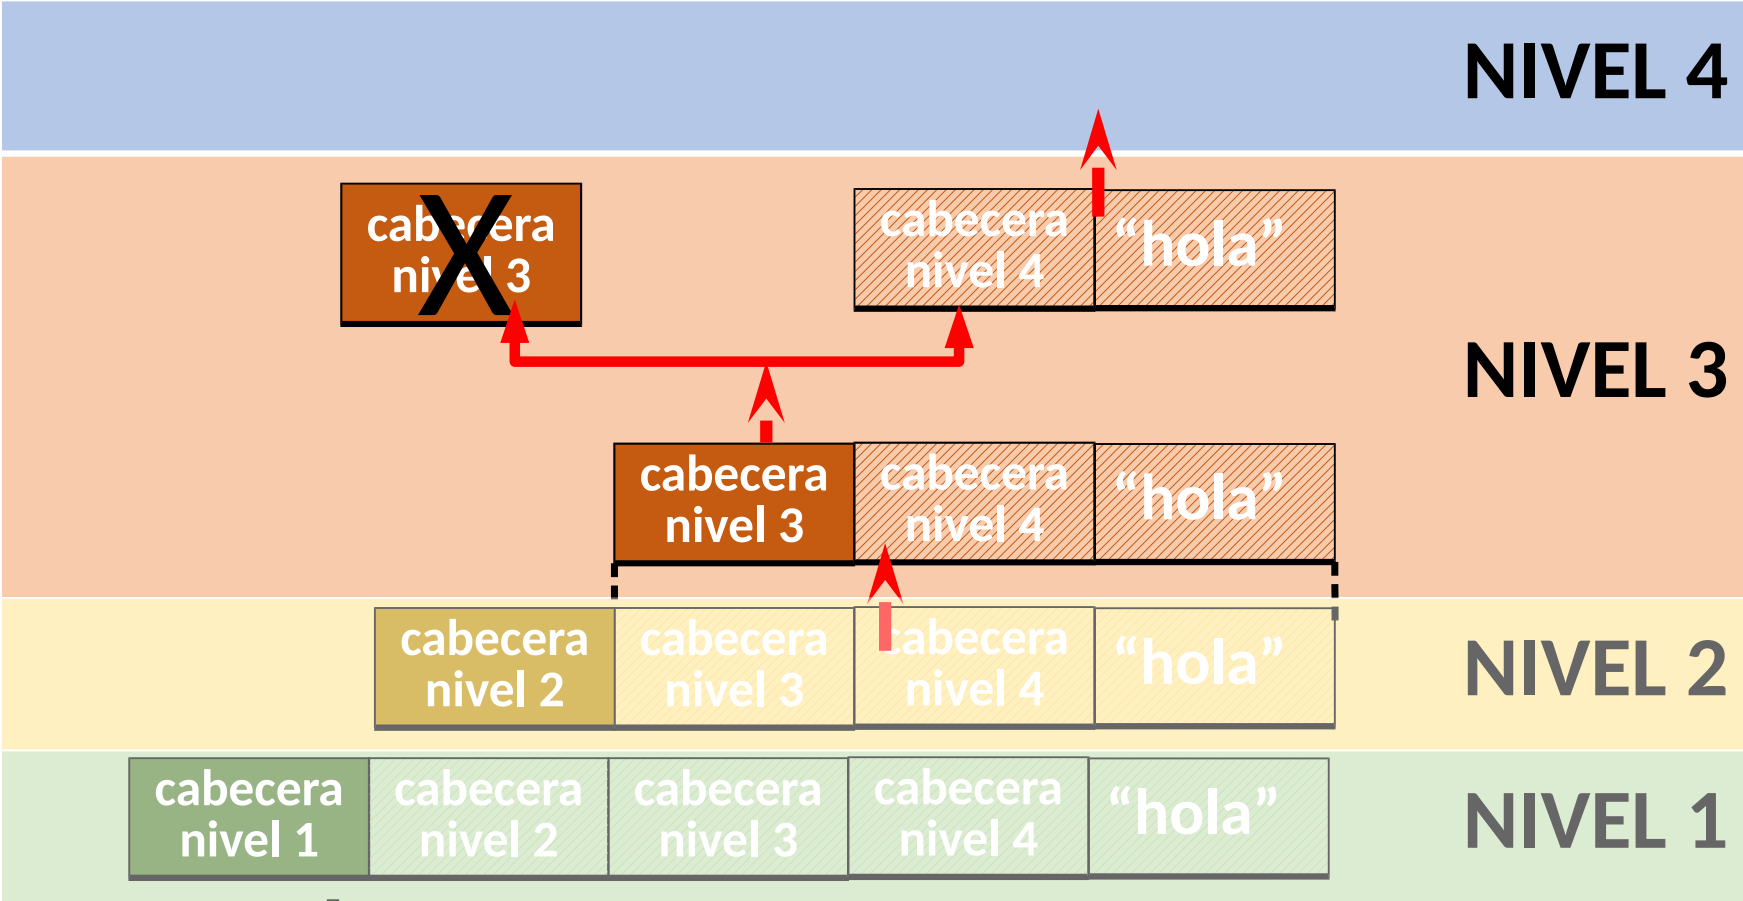 NIVEL 4
cabecera
nivel 3
X
cabecera
nivel 4
“hola”
NIVEL 3
cabecera
nivel 3
cabecera
nivel 4
“hola”
cabecera
nivel 2
cabecera
nivel 3
cabecera
nivel 4
“hola”
NIVEL 2
cabecera
nivel 1
cabecera
nivel 2
cabecera
nivel 3
cabecera
nivel 4
“hola”
NIVEL 1